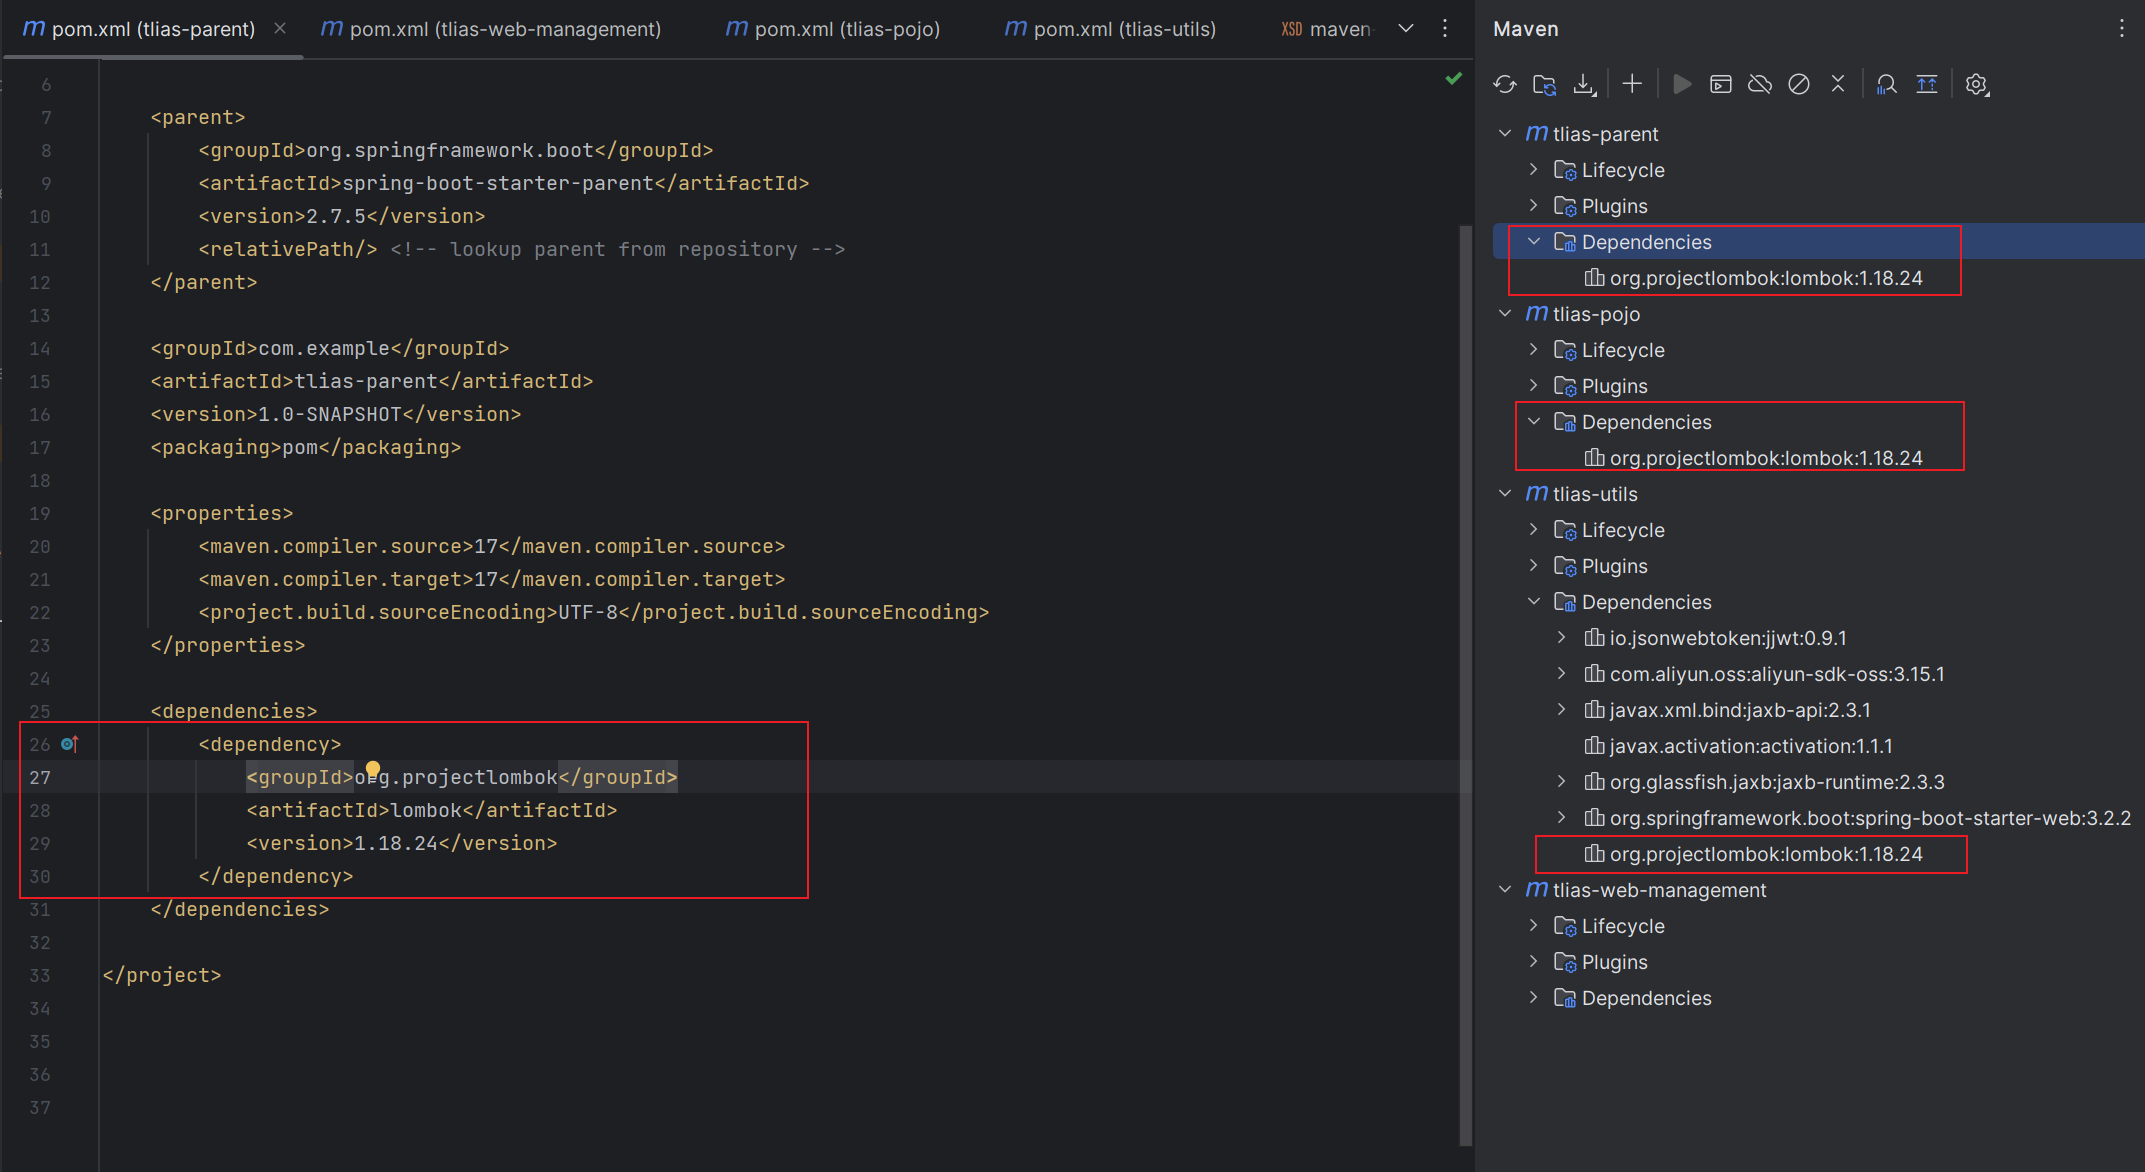 pom.xml (tlias-parent)
pom.xml (tlias-web-management)
pom.xml (tlias-pojo)
pom.xml (tlias-utils)
XSD maven-
6
7 <parent>
8 <groupId>org.springframework.boot</groupId>
9 <artifactId>spring-boot-starter-parent</artifactId>
10 <version>2.7.5</version>
11 <relativePath/> <!-- lookup parent from repository -->
12 </parent>
13
14 <groupId>com.example</groupId>
15 <artifactId>tlias-parent</artifactId>
16 <version>1.0-SNAPSHOT</version>
17 <packaging>pom</packaging>
18
19 <properties>
20 <maven.compiler.source>17</maven.compiler.source>
21 <maven.compiler.target>17</maven.compiler.target>
22 <project.build.sourceEncoding>UTF-8</project.build.sourceEncoding>
23 </properties>
24
25 <dependencies>
26 <dependency>
27 <groupId>org.projectlombok</groupId>
28 <artifactId>lombok</artifactId>
29 <version>1.18.24</version>
30 </dependency>
31 </dependencies>
32
33 </project>
34
35
36
37
Maven
tlias-parent
Lifecycle
Plugins
Dependencies
org.projectlombok:lombok:1.18.24
tlias-pojo
Lifecycle
Plugins
Dependencies
org.projectlombok:lombok:1.18.24
tlias-utils
Lifecycle
Plugins
Dependencies
io.jsonwebtoken:jjwt:0.9.1
com.aliyun.oss:aliyun-sdk-oss:3.15.1
javax.xml.bind:jaxb-api:2.3.1
javax.activation:activation:1.1.1
org.glassfish.jaxb:jaxb-runtime:2.3.3
org.springframework.boot:spring-boot-starter-web:3.2.2
org.projectlombok:lombok:1.18.24
tlias-web-management
Lifecycle
Plugins
Dependencies